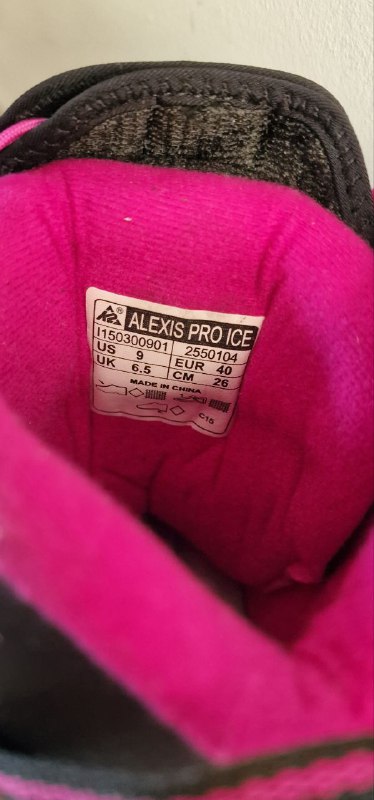 K2 ALEXIS PRO ICE
I150300901 2550104
US 9 EUR 40
UK 6.5 CM 26
MADE IN CHINA
C15